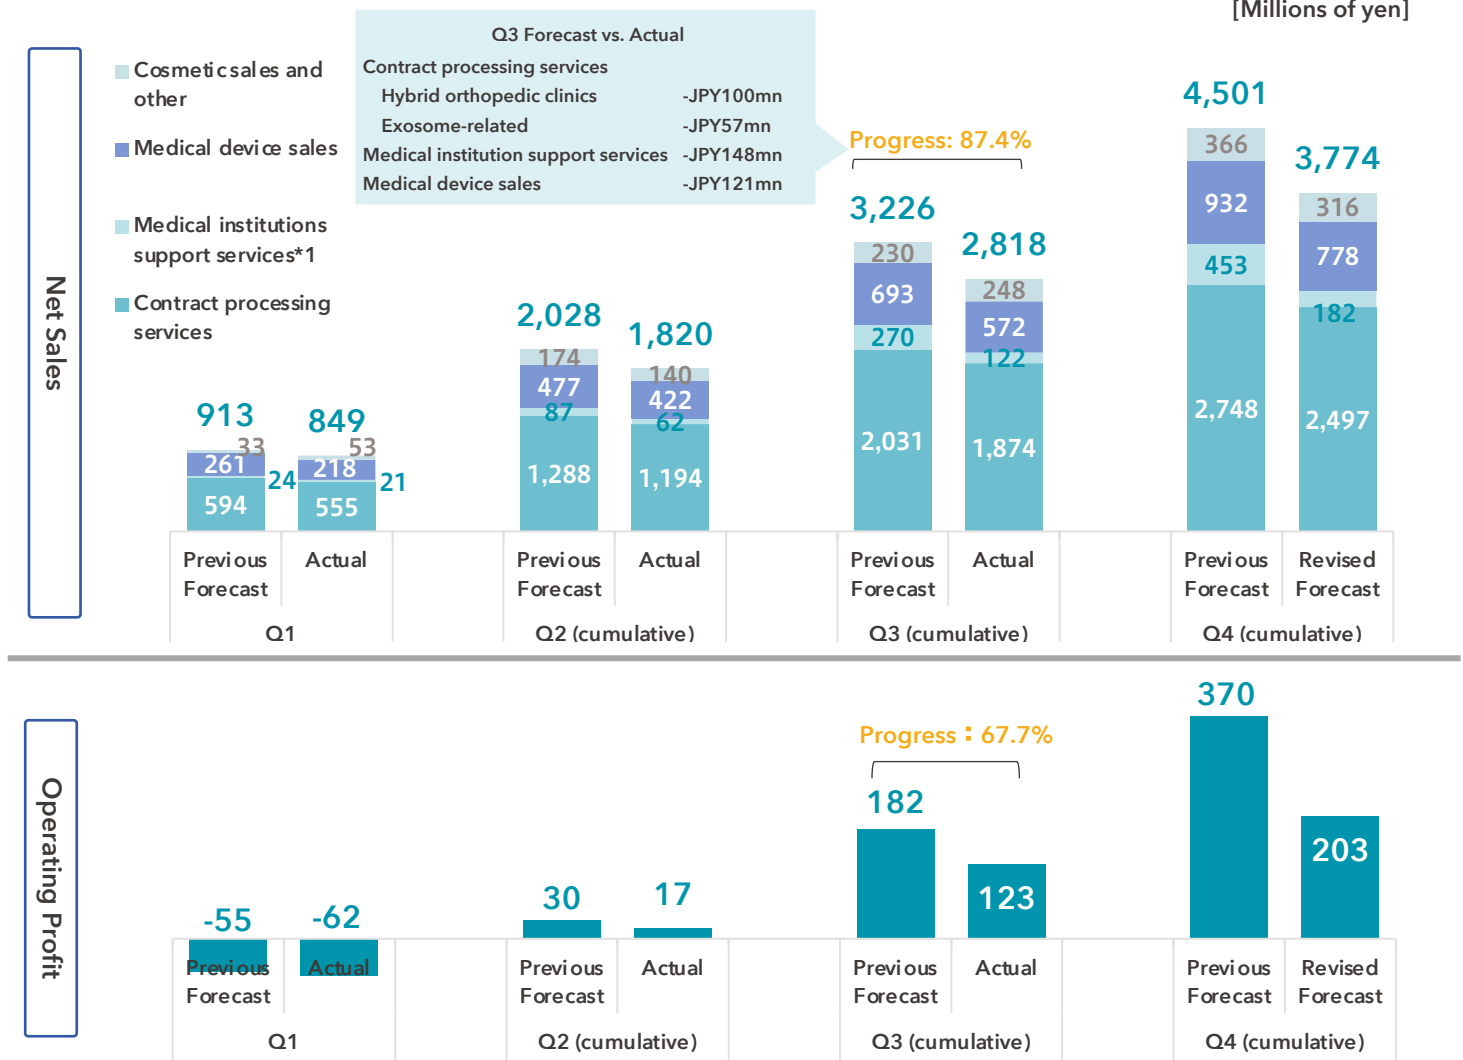 [Millions of yen]
Net Sales
Cosmetic sales and
other
Medical device sales
Medical institutions
support services*1
Contract processing
services
Q3 Forecast vs. Actual
Contract processing services
Hybrid orthopedic clinics -JPY100mn
Exosome-related -JPY57mn
Medical institution support services -JPY148mn
Medical device sales -JPY121mn
Progress: 87.4%
913
33
261
24
594
849
53
218
21
555
2,028
174
477
87
1,288
1,820
140
422
62
1,194
3,226
230
693
270
2,031
2,818
248
572
122
1,874
4,501
366
932
453
2,748
3,774
316
778
182
2,497
Previous
Forecast
Actual
Previous
Forecast
Actual
Previous
Forecast
Actual
Previous
Forecast
Revised
Forecast
Q1
Q2 (cumulative)
Q3 (cumulative)
Q4 (cumulative)
Operating Profit
Progress：67.7%
-55
-62
30
17
182
123
370
203
Previous
Forecast
Actual
Previous
Forecast
Actual
Previous
Forecast
Actual
Previous
Forecast
Revised
Forecast
Q1
Q2 (cumulative)
Q3 (cumulative)
Q4 (cumulative)